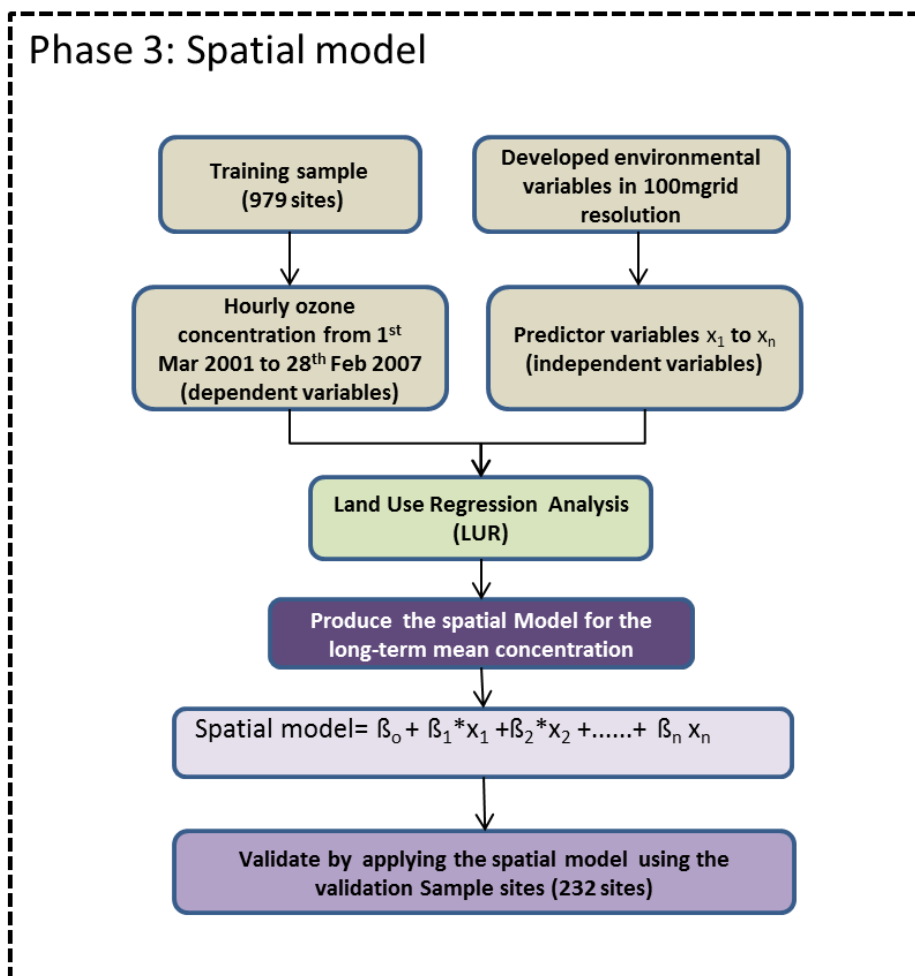 Phase 3: Spatial model
Training sample
(979 sites)
Developed environmental
variables in 100mgrid
resolution
Hourly ozone
concentration from 1st
Mar 2001 to 28th Feb 2007
(dependent variables)
Predictor variables x1 to xn
(independent variables)
Land Use Regression Analysis
(LUR)
Produce the spatial Model for the
long-term mean concentration
Spatial model= ßo + ß1*x1 +ß2*x2 +......+ ßn xn
Validate by applying the spatial model using the
validation Sample sites (232 sites)